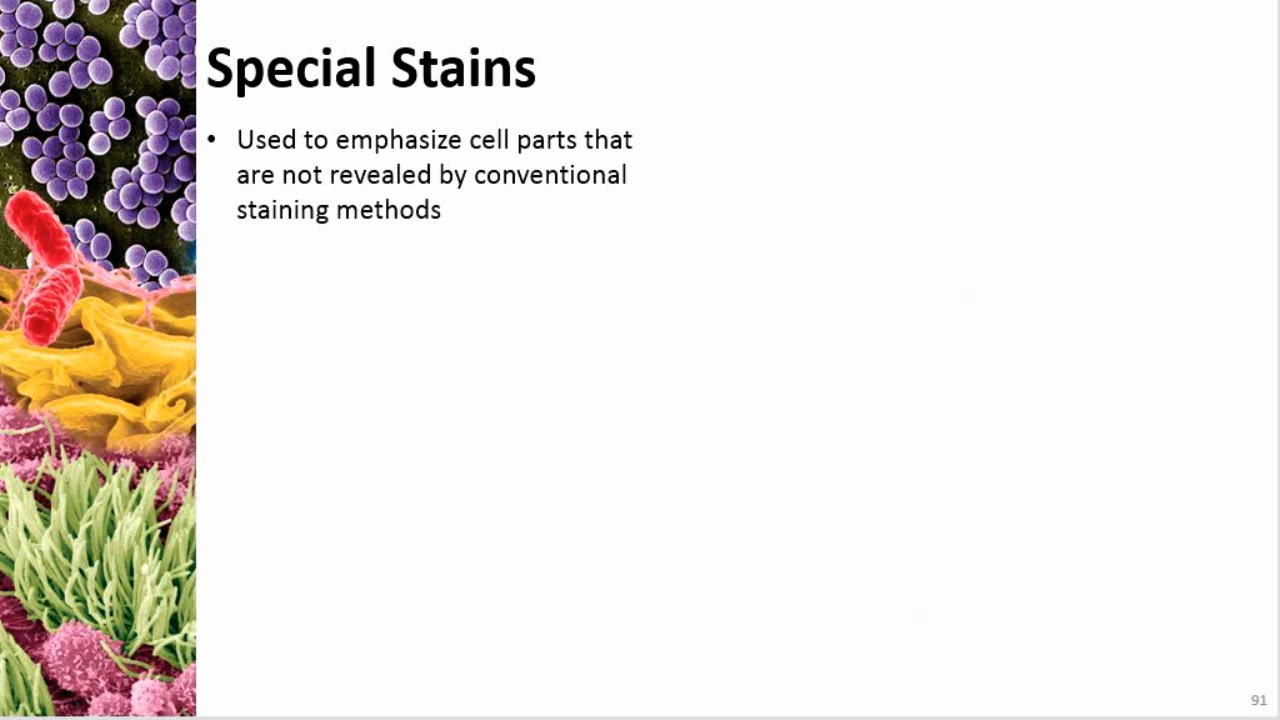 Special Stains
• Used to emphasize cell parts that
are not revealed by conventional
staining methods
91